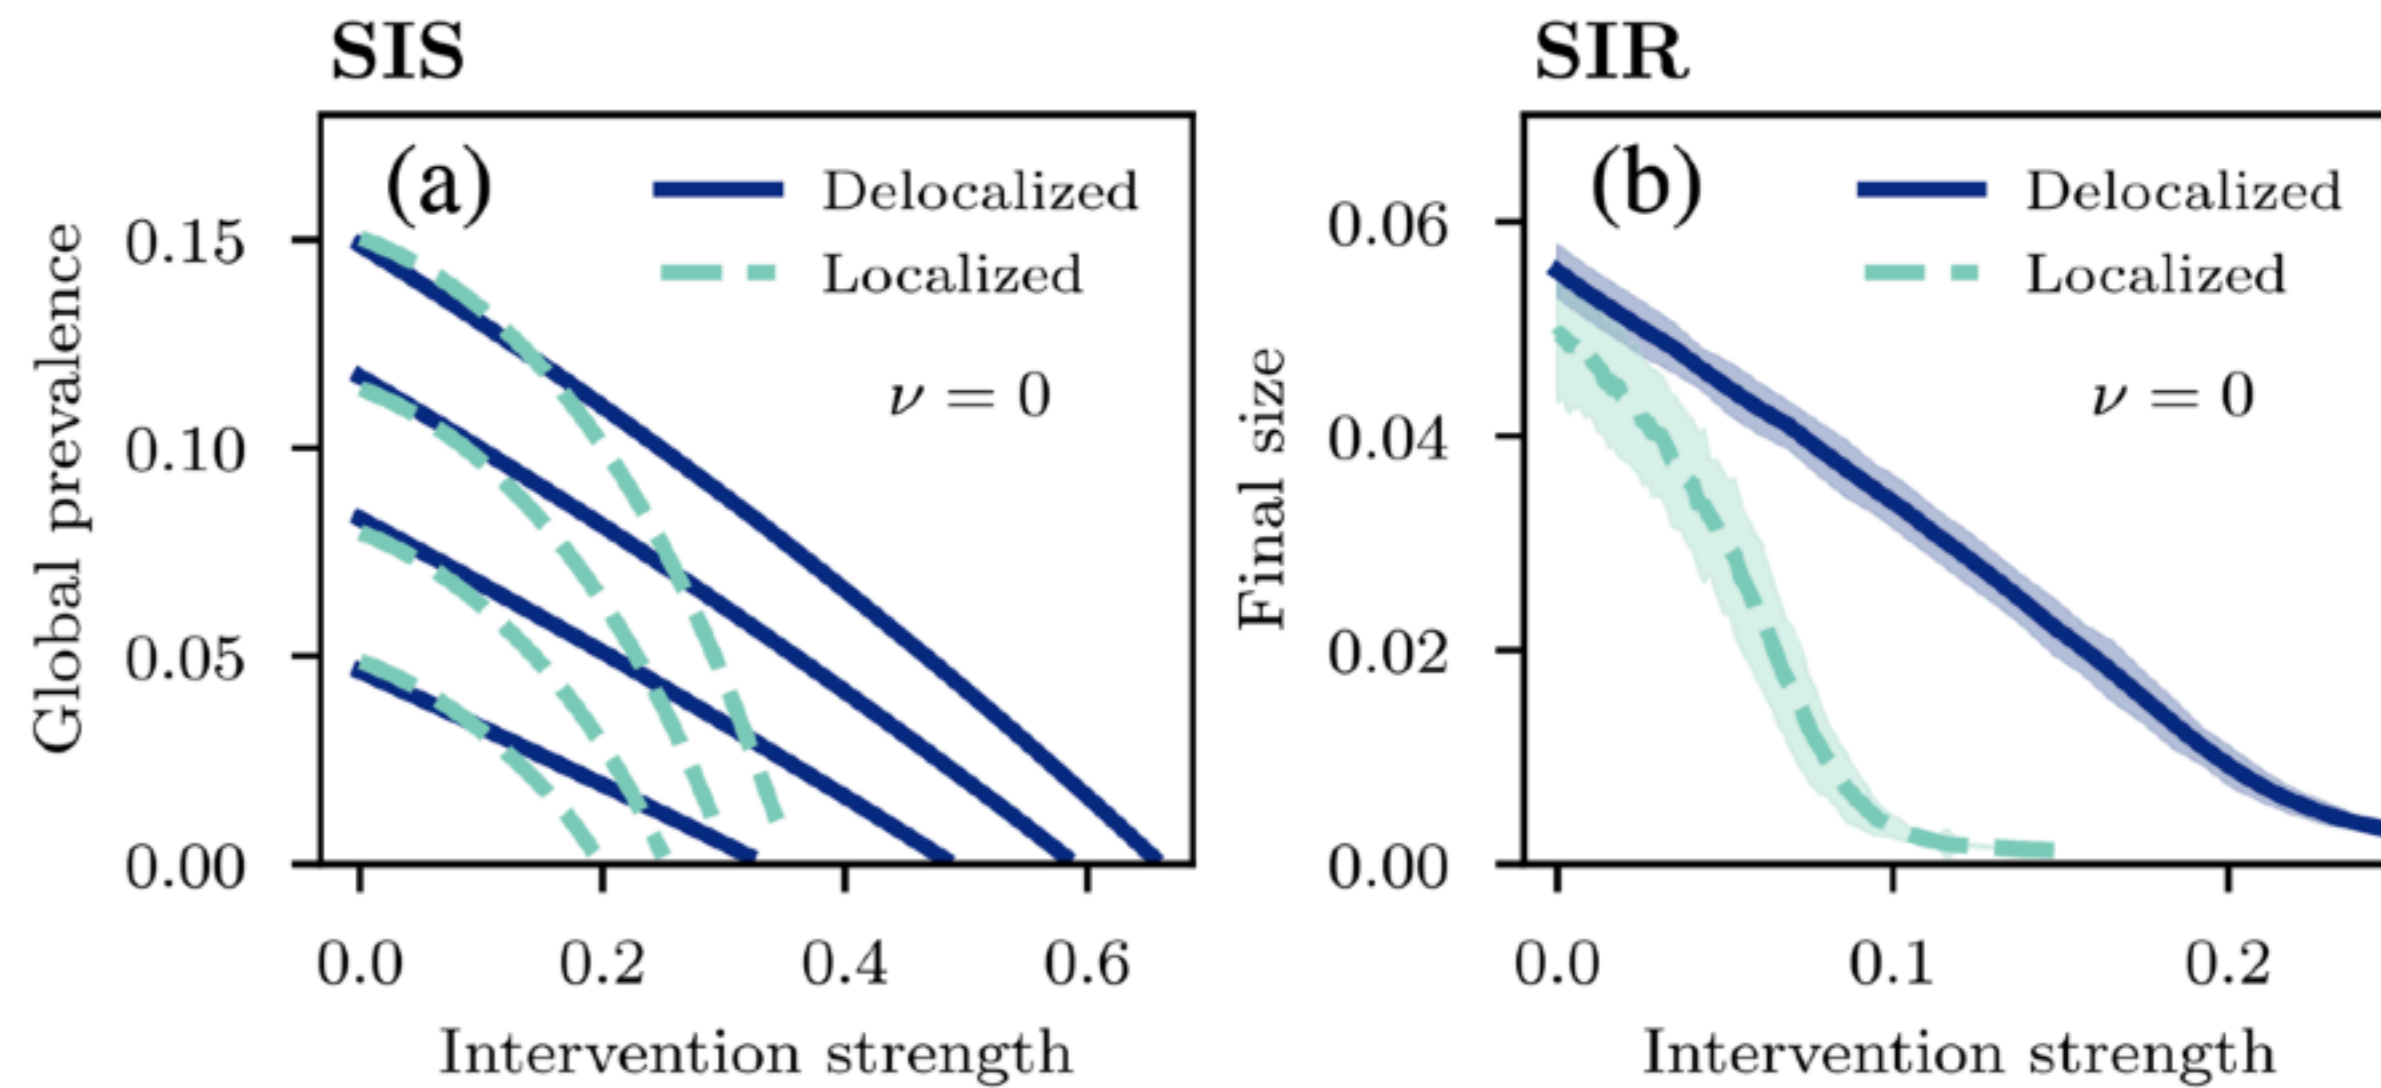 SIS
(a)
Delocalized
Localized
ν = 0
Global prevalence
0.15
0.10
0.05
0.00
0.0 0.2 0.4 0.6
Intervention strength
SIR
(b)
Delocalized
Localized
ν = 0
Final size
0.06
0.04
0.02
0.00
0.0 0.1 0.2
Intervention strength